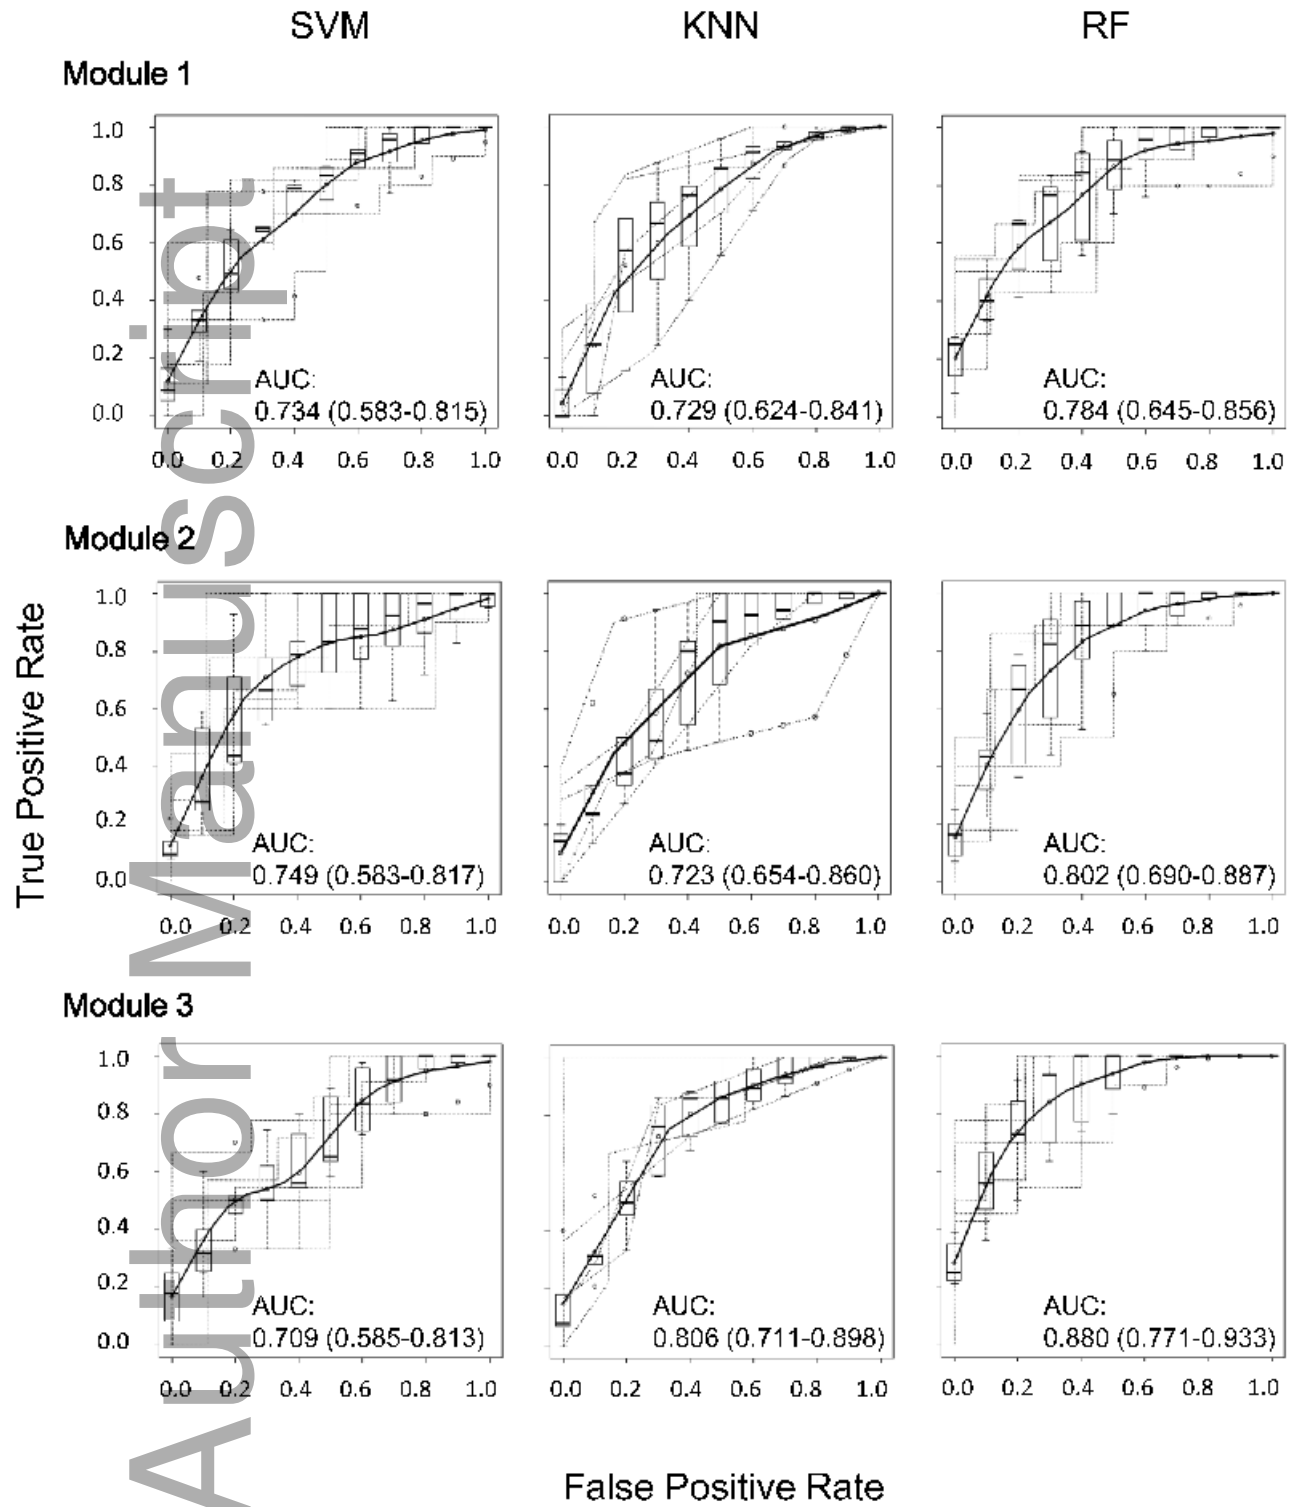 SVM KNN RF
Module 1
1.0
0.8
0.6
0.4
0.2
0.0
AUC:
0.734 (0.583-0.815)
AUC:
0.729 (0.624-0.841)
AUC:
0.784 (0.645-0.856)
0.0 0.2 0.4 0.6 0.8 1.0
0.0 0.2 0.4 0.6 0.8 1.0
0.0 0.2 0.4 0.6 0.8 1.0
Module 2
1.0
0.8
0.6
0.4
0.2
0.0
AUC:
0.749 (0.583-0.817)
AUC:
0.723 (0.654-0.860)
AUC:
0.802 (0.690-0.887)
0.0 0.2 0.4 0.6 0.8 1.0
0.0 0.2 0.4 0.6 0.8 1.0
0.0 0.2 0.4 0.6 0.8 1.0
Module 3
1.0
0.8
0.6
0.4
0.2
0.0
AUC:
0.709 (0.585-0.813)
AUC:
0.806 (0.711-0.898)
AUC:
0.880 (0.771-0.933)
0.0 0.2 0.4 0.6 0.8 1.0
0.0 0.2 0.4 0.6 0.8 1.0
0.0 0.2 0.4 0.6 0.8 1.0
True Positive Rate
False Positive Rate
Author Manuscript